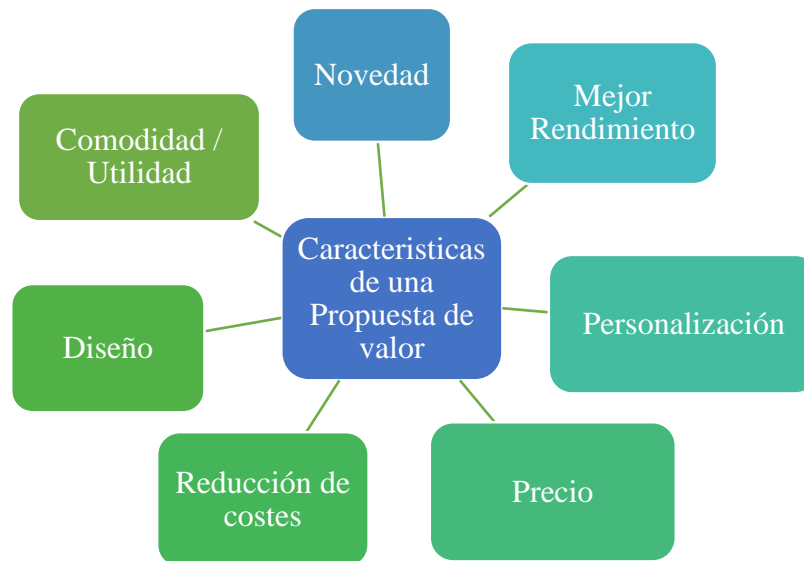 Novedad
Mejor
Rendimiento
Comodidad /
Utilidad
Caracteristicas
de una
Propuesta de
valor
Personalización
Diseño
Reducción de
costes
Precio